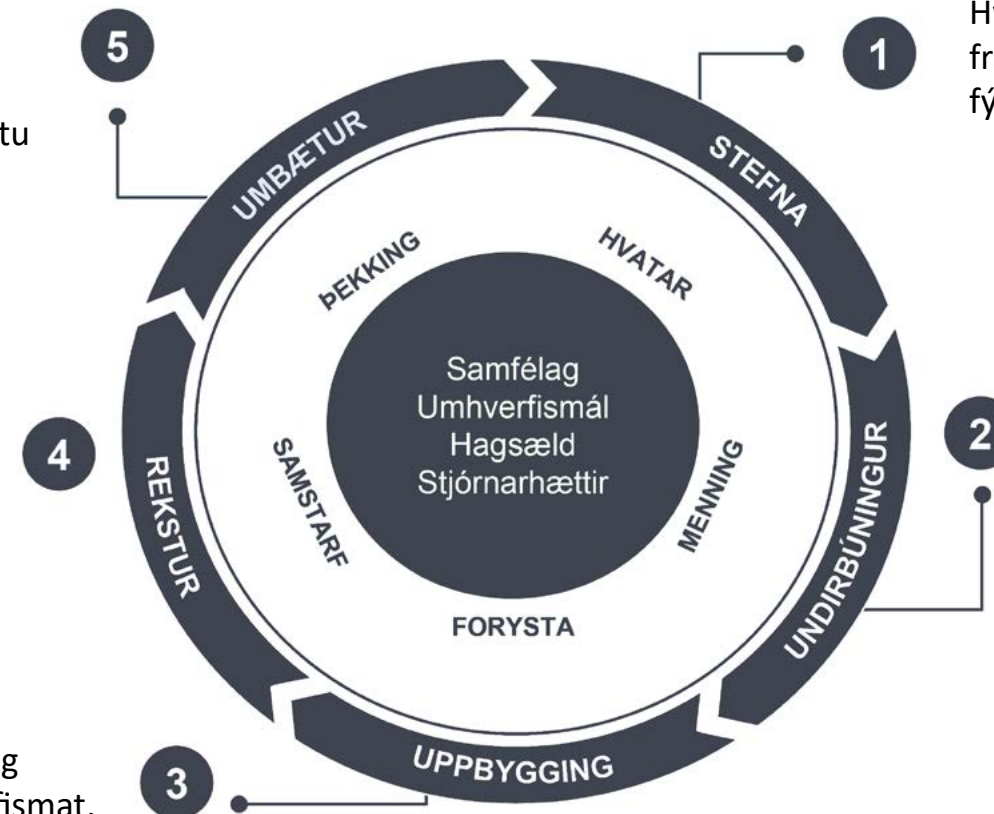 5
1
2
4
3
UMBÆTUR
STEFNA
UNDIRBÚNINGUR
UPPBYGGING
REKSTUR
ÞEKKING
HVATAR
MENNING
FORYSTA
SAMSTARF
Samfélag
Umhverfismál
Hagsæld
Stjórnarhættir